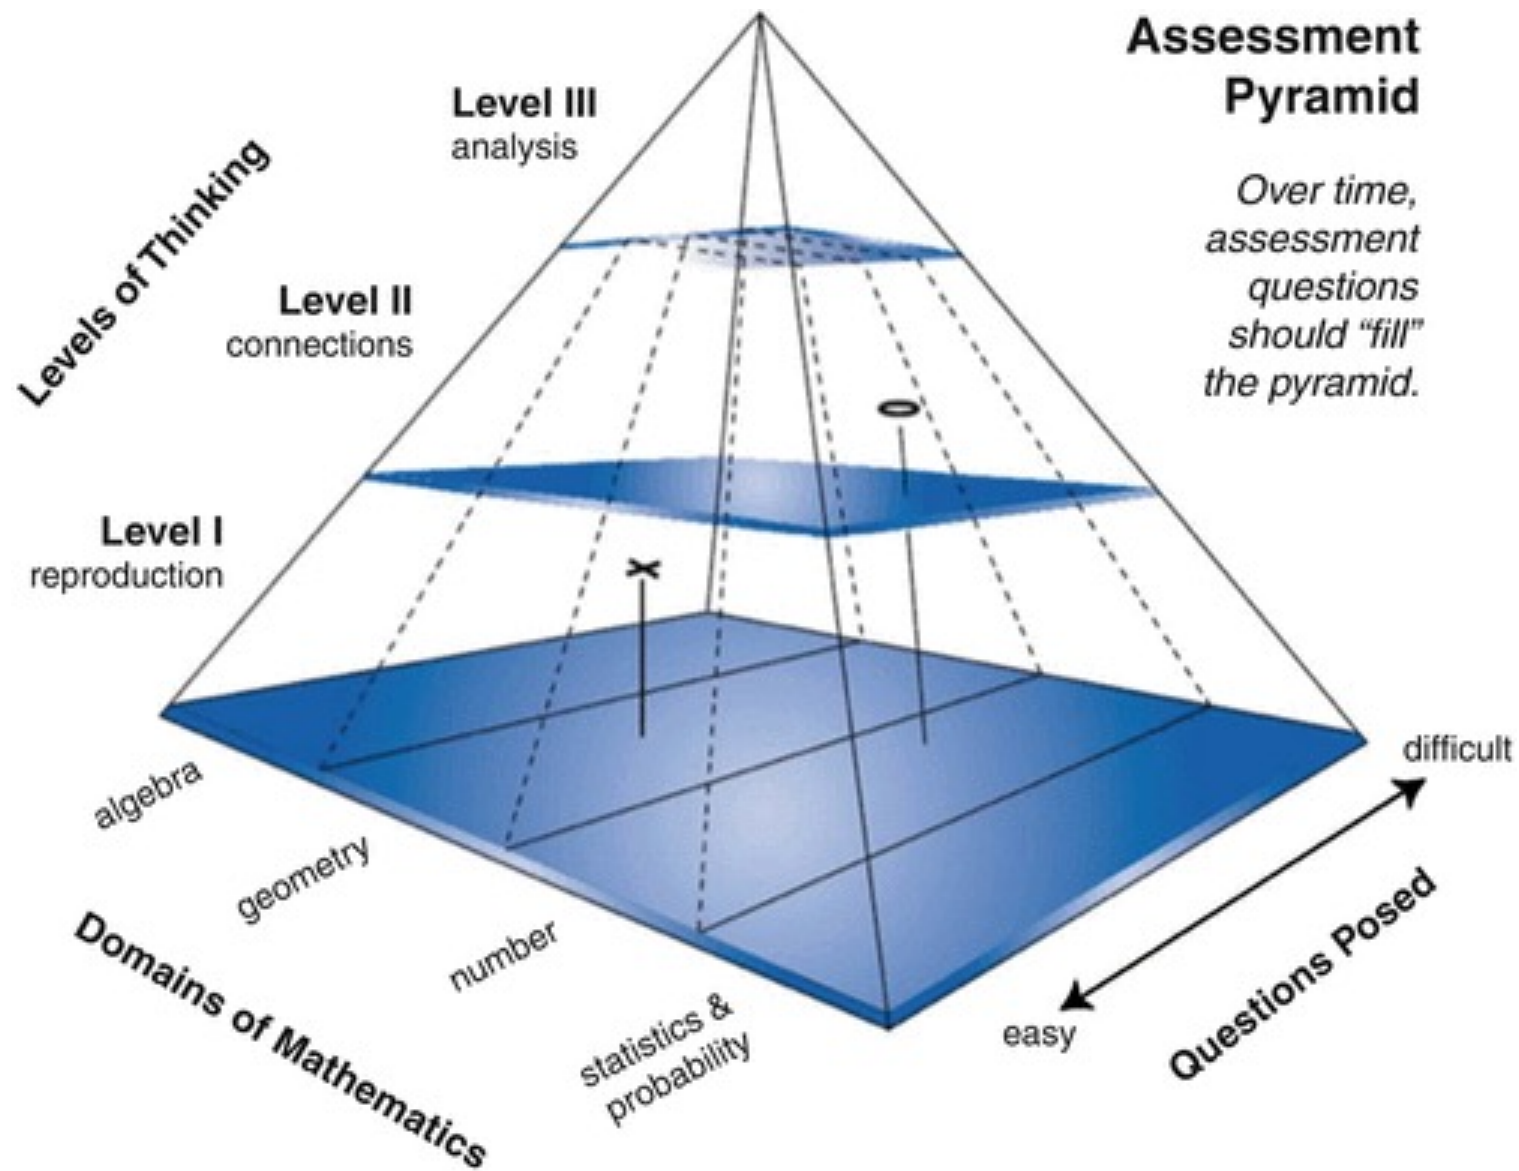 Assessment
Pyramid
Over time,
assessment
questions
should “fill”
the pyramid.
Levels of Thinking
Level III
analysis
Level II
connections
Level I
reproduction
algebra
geometry
number
statistics &
probability
Domains of Mathematics
difficult
easy
Questions Posed